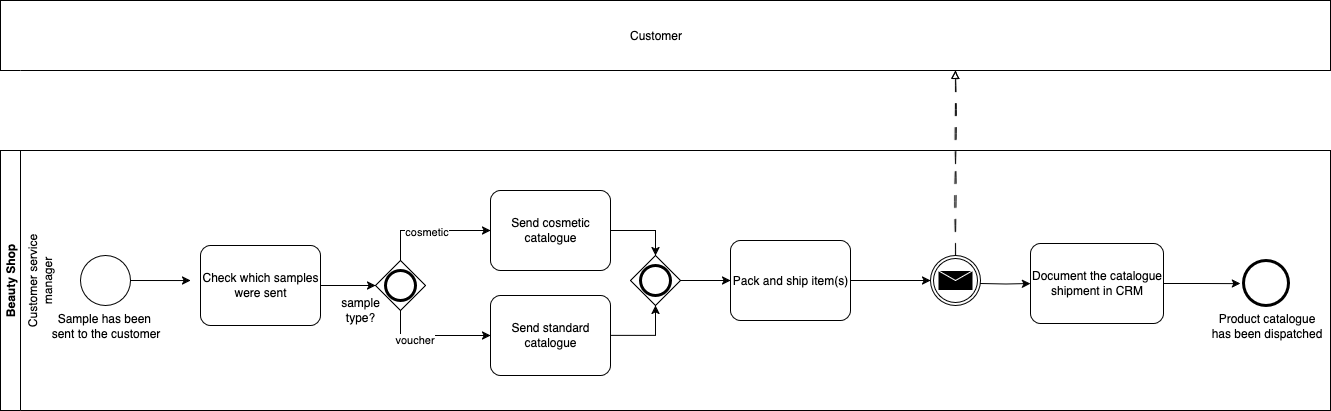 Customer
Beauty Shop
Customer service
manager
Sample has been
sent to the customer
Check which samples
were sent
sample
type?
cosmetic
voucher
Send cosmetic
catalogue
Send standard
catalogue
Pack and ship item(s)
Document the catalogue
shipment in CRM
Product catalogue
has been dispatched